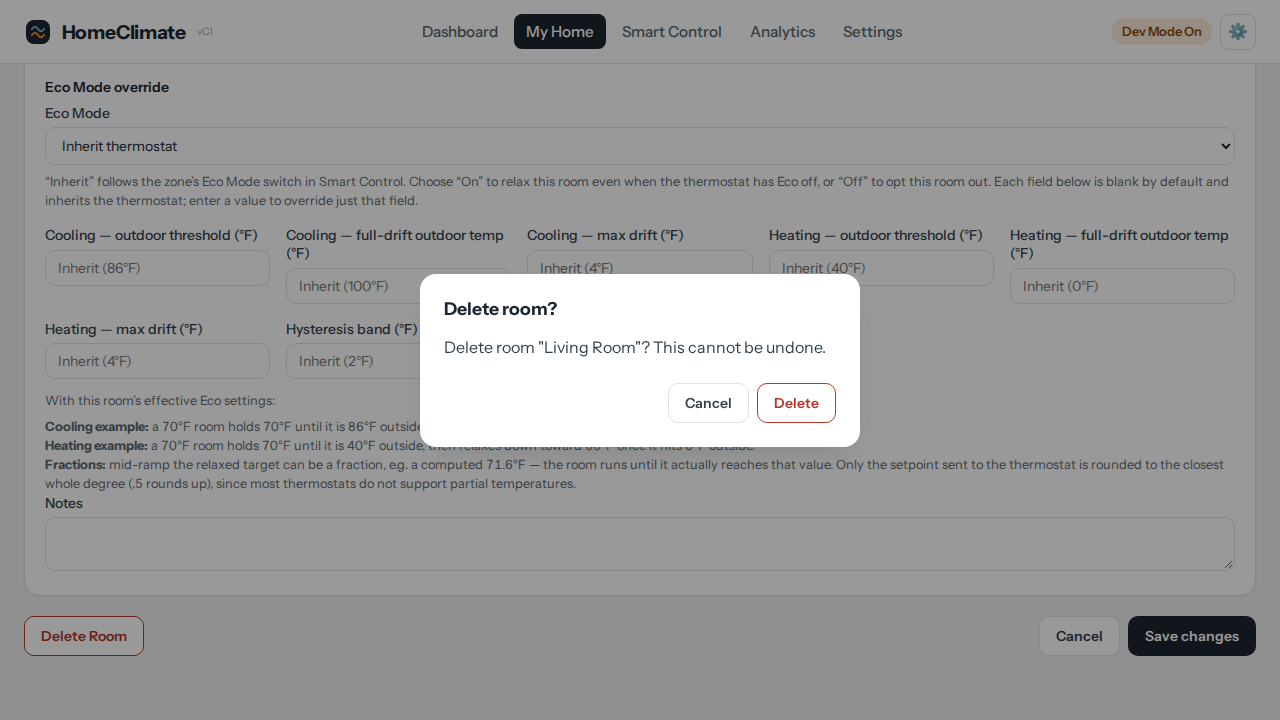 HomeClimate vCI
Dashboard My Home Smart Control Analytics Settings
Dev Mode On
Eco Mode override
Eco Mode
Inherit thermostat
“Inherit” follows the zone’s Eco Mode switch in Smart Control. Choose “On” to relax this room even when the thermostat has Eco off, or “Off” to opt this room out. Each field below is blank by default and
inherits the thermostat; enter a value to override just that field.
Cooling — outdoor threshold (°F)
Inherit (86°F)
Cooling — full-drift outdoor temp
(°F)
Inherit (100°F)
Cooling — max drift (°F)
Inherit (4°F)
Heating — outdoor threshold (°F)
Inherit (40°F)
Heating — full-drift outdoor temp
(°F)
Inherit (0°F)
Heating — max drift (°F)
Inherit (4°F)
Hysteresis band (°F)
Inherit (2°F)
With this room’s effective Eco settings:
Cooling example: a 70°F room holds 70°F until it is 86°F outside
Heating example: a 70°F room holds 70°F until it is 40°F outside, then relaxes down toward 66°F once it hits 0°F outside.
Fractions: mid-ramp the relaxed target can be a fraction, e.g. a computed 71.6°F — the room runs until it actually reaches that value. Only the setpoint sent to the thermostat is rounded to the closest
whole degree (.5 rounds up), since most thermostats do not support partial temperatures.
Notes
Delete Room
Cancel
Save changes
Delete room?
Delete room "Living Room"? This cannot be undone.
Cancel
Delete